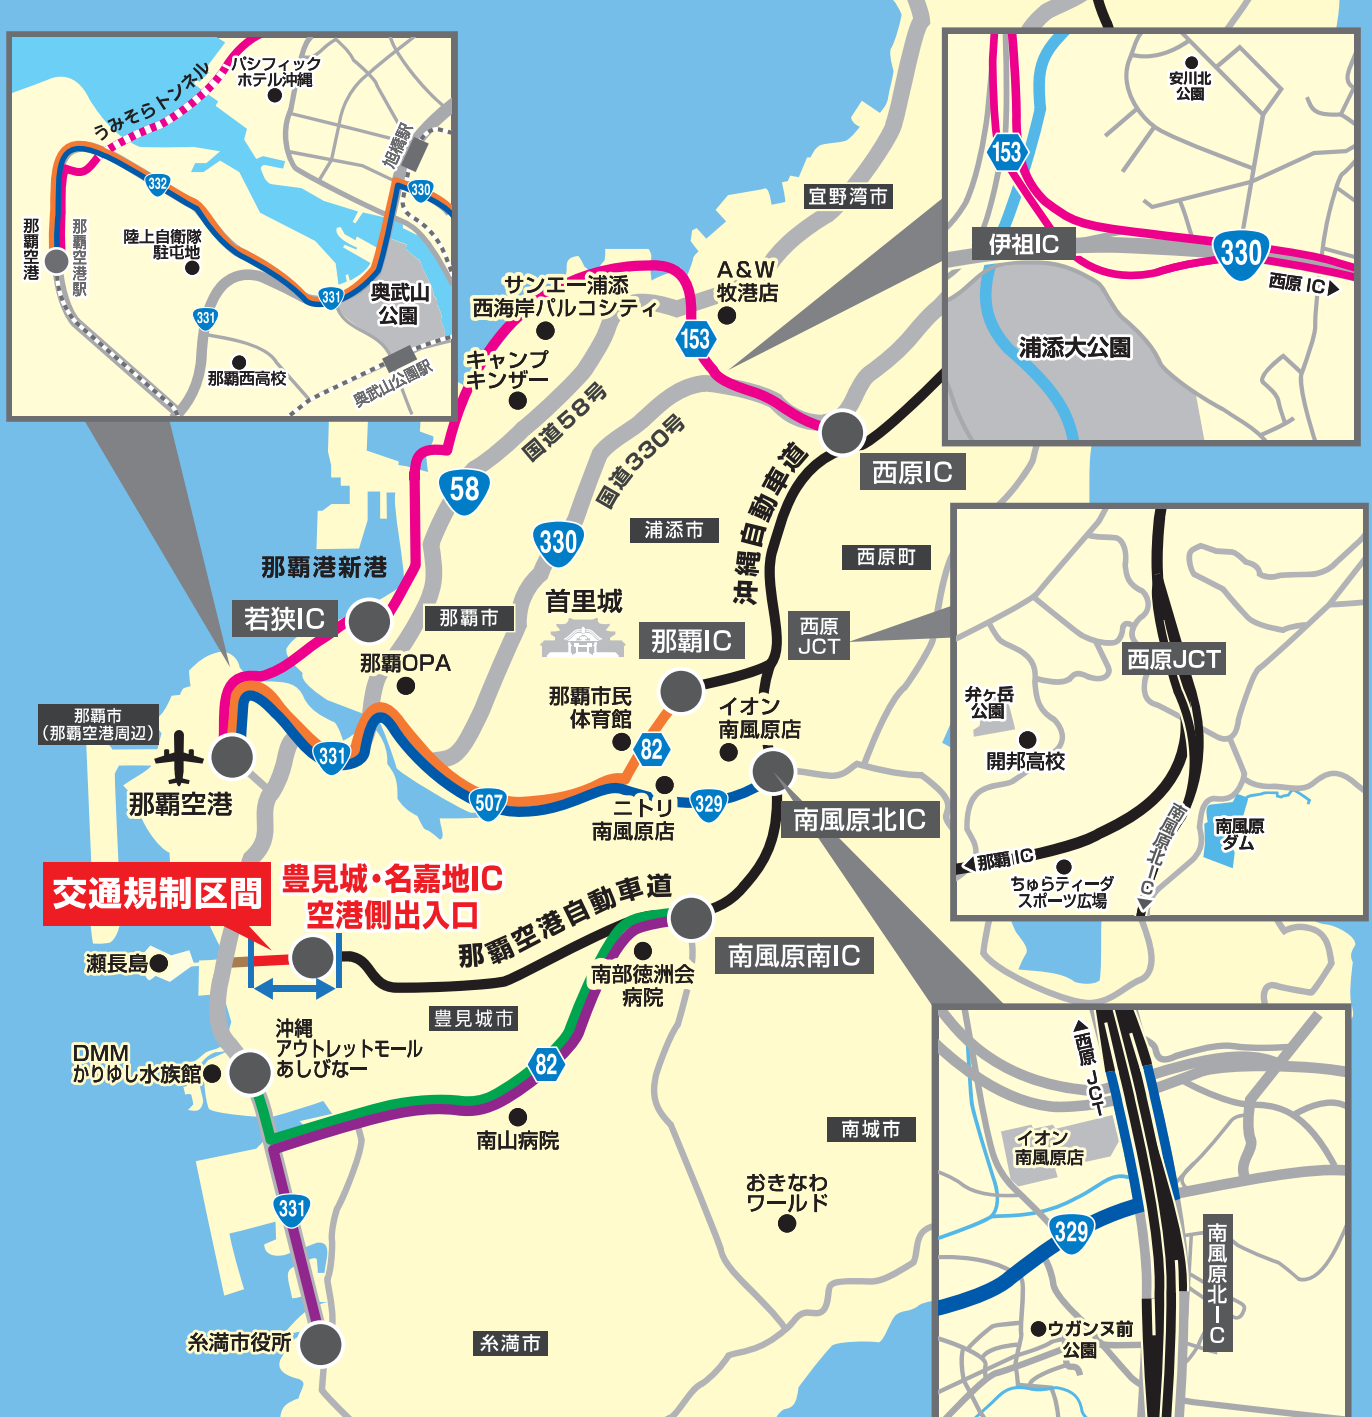 パシフィック
ホテル沖縄
うみそらトンネル
旭橋駅
332
330
那覇空港
那覇空港駅
陸上自衛隊
駐屯地
331
奥武山
公園
331
那覇西高校
奥武山公園駅
安川北
公園
153
伊祖IC
330
西原 IC
浦添大公園
宜野湾市
A&W
牧港店
サンエー浦添
西海岸パルコシティ
153
キャンプ
キンザー
国道58号
国道330号
58
沖縄自動車道
西原IC
浦添市
330
西原町
那覇港新港
首里城
若狭IC
那覇市
那覇IC
西原
JCT
那覇OPA
那覇市民
体育館
イオン
南風原店
那覇市
(那覇空港周辺)
331
82
那覇空港
507
ニトリ
南風原店
329
南風原北IC
西原JCT
弁ヶ岳
公園
開邦高校
南風原北IC
南風原
ダム
那覇IC
ちゅらティーダ
スポーツ広場
交通規制区間
豊見城・名嘉地IC
空港側出入口
那覇空港自動車道
瀬長島
南部徳洲会
病院
南風原南IC
豊見城市
沖縄
アウトレットモール
あしびなー
DMM
かりゆし水族館
82
南山病院
南城市
おきなわ
ワールド
331
糸満市役所
糸満市
西原 JCT
イオン
南風原店
329
南風原北IC
ウガンヌ前
公園